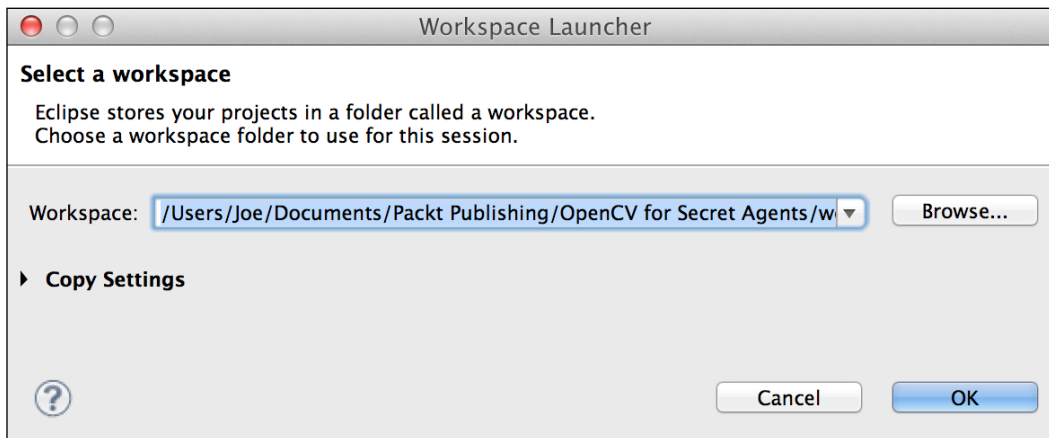 Workspace Launcher
Select a workspace
Eclipse stores your projects in a folder called a workspace.
Choose a workspace folder to use for this session.
Workspace: /Users/Joe/Documents/Packt Publishing/OpenCV for Secret Agents/w Browse...
Copy Settings
? Cancel OK